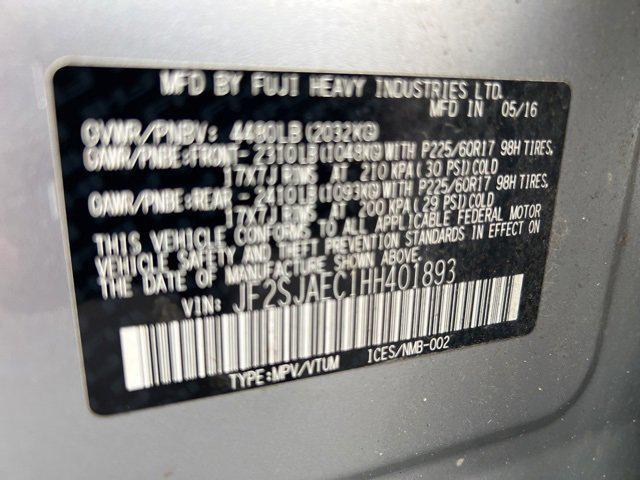 MFD BY FUJI HEAVY INDUSTRIES LTD.
MFD IN 05/16
GVWR/PNBV: 4480LB(2032KG)
GAWR/PNBE:FRONT- 2310LB(1048KG) WITH P225/60R17 98H TIRES,
17X7J RIMS AT 210 KPA( 30 PSI)COLD
GAWR/PNBE:REAR - 2410LB(1093KG) WITH P225/60R17 98H TIRES,
17X7J RIMS AT 200 KPA( 29 PSI)COLD
THIS VEHICLE CONFORMS TO ALL APPLICABLE FEDERAL MOTOR
VEHICLE SAFETY AND THEFT PREVENTION STANDARDS IN EFFECT ON
THE DATE OF MANUFACTURE SHOWN ABOVE.
VIN: JF2SJAEC1HH401893
TYPE:MPV/VTUM ICES/NMB-002